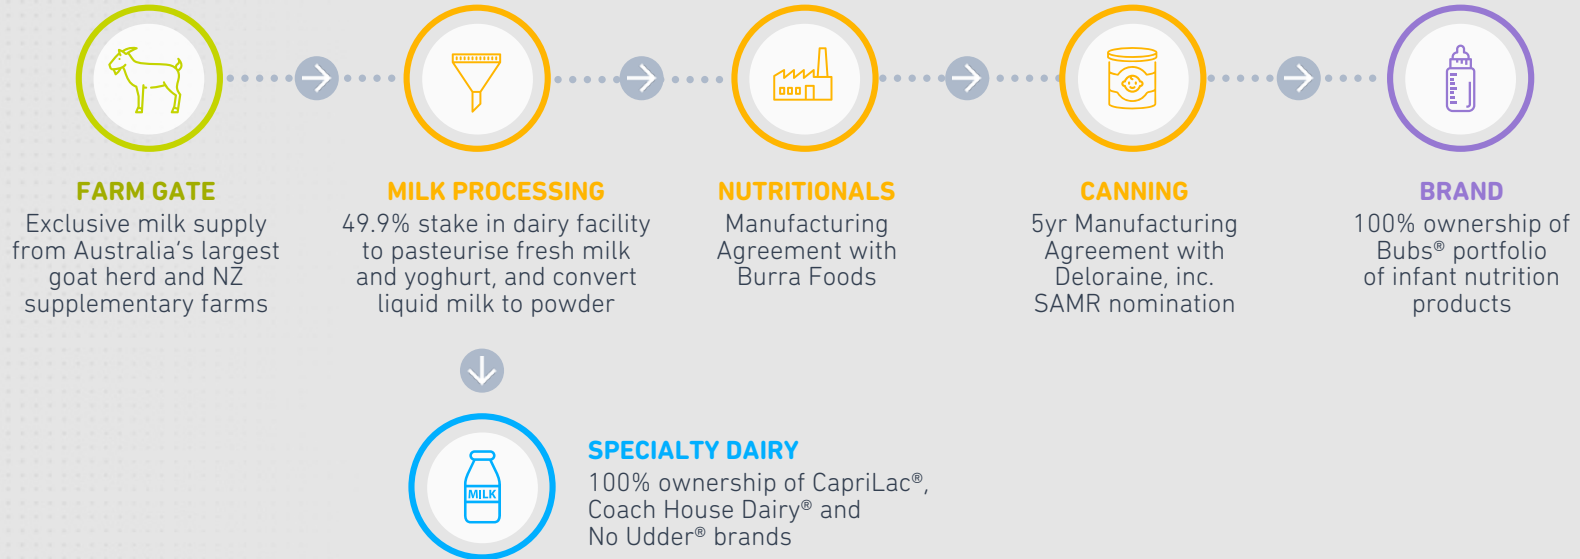 FARM GATE
Exclusive milk supply
from Australia's largest
goat herd and NZ
supplementary farms
MILK PROCESSING
49.9% stake in dairy facility
to pasteurise fresh milk
and yoghurt, and convert
liquid milk to powder
NUTRITIONALS
Manufacturing
Agreement with
Burra Foods
CANNING
5yr Manufacturing
Agreement with
Deloraine, inc.
SAMR nomination
BRAND
100% ownership of
Bubs® portfolio
of infant nutrition
products
MILK
SPECIALTY DAIRY
100% ownership of CapriLac®,
Coach House Dairy® and
No Udder® brands